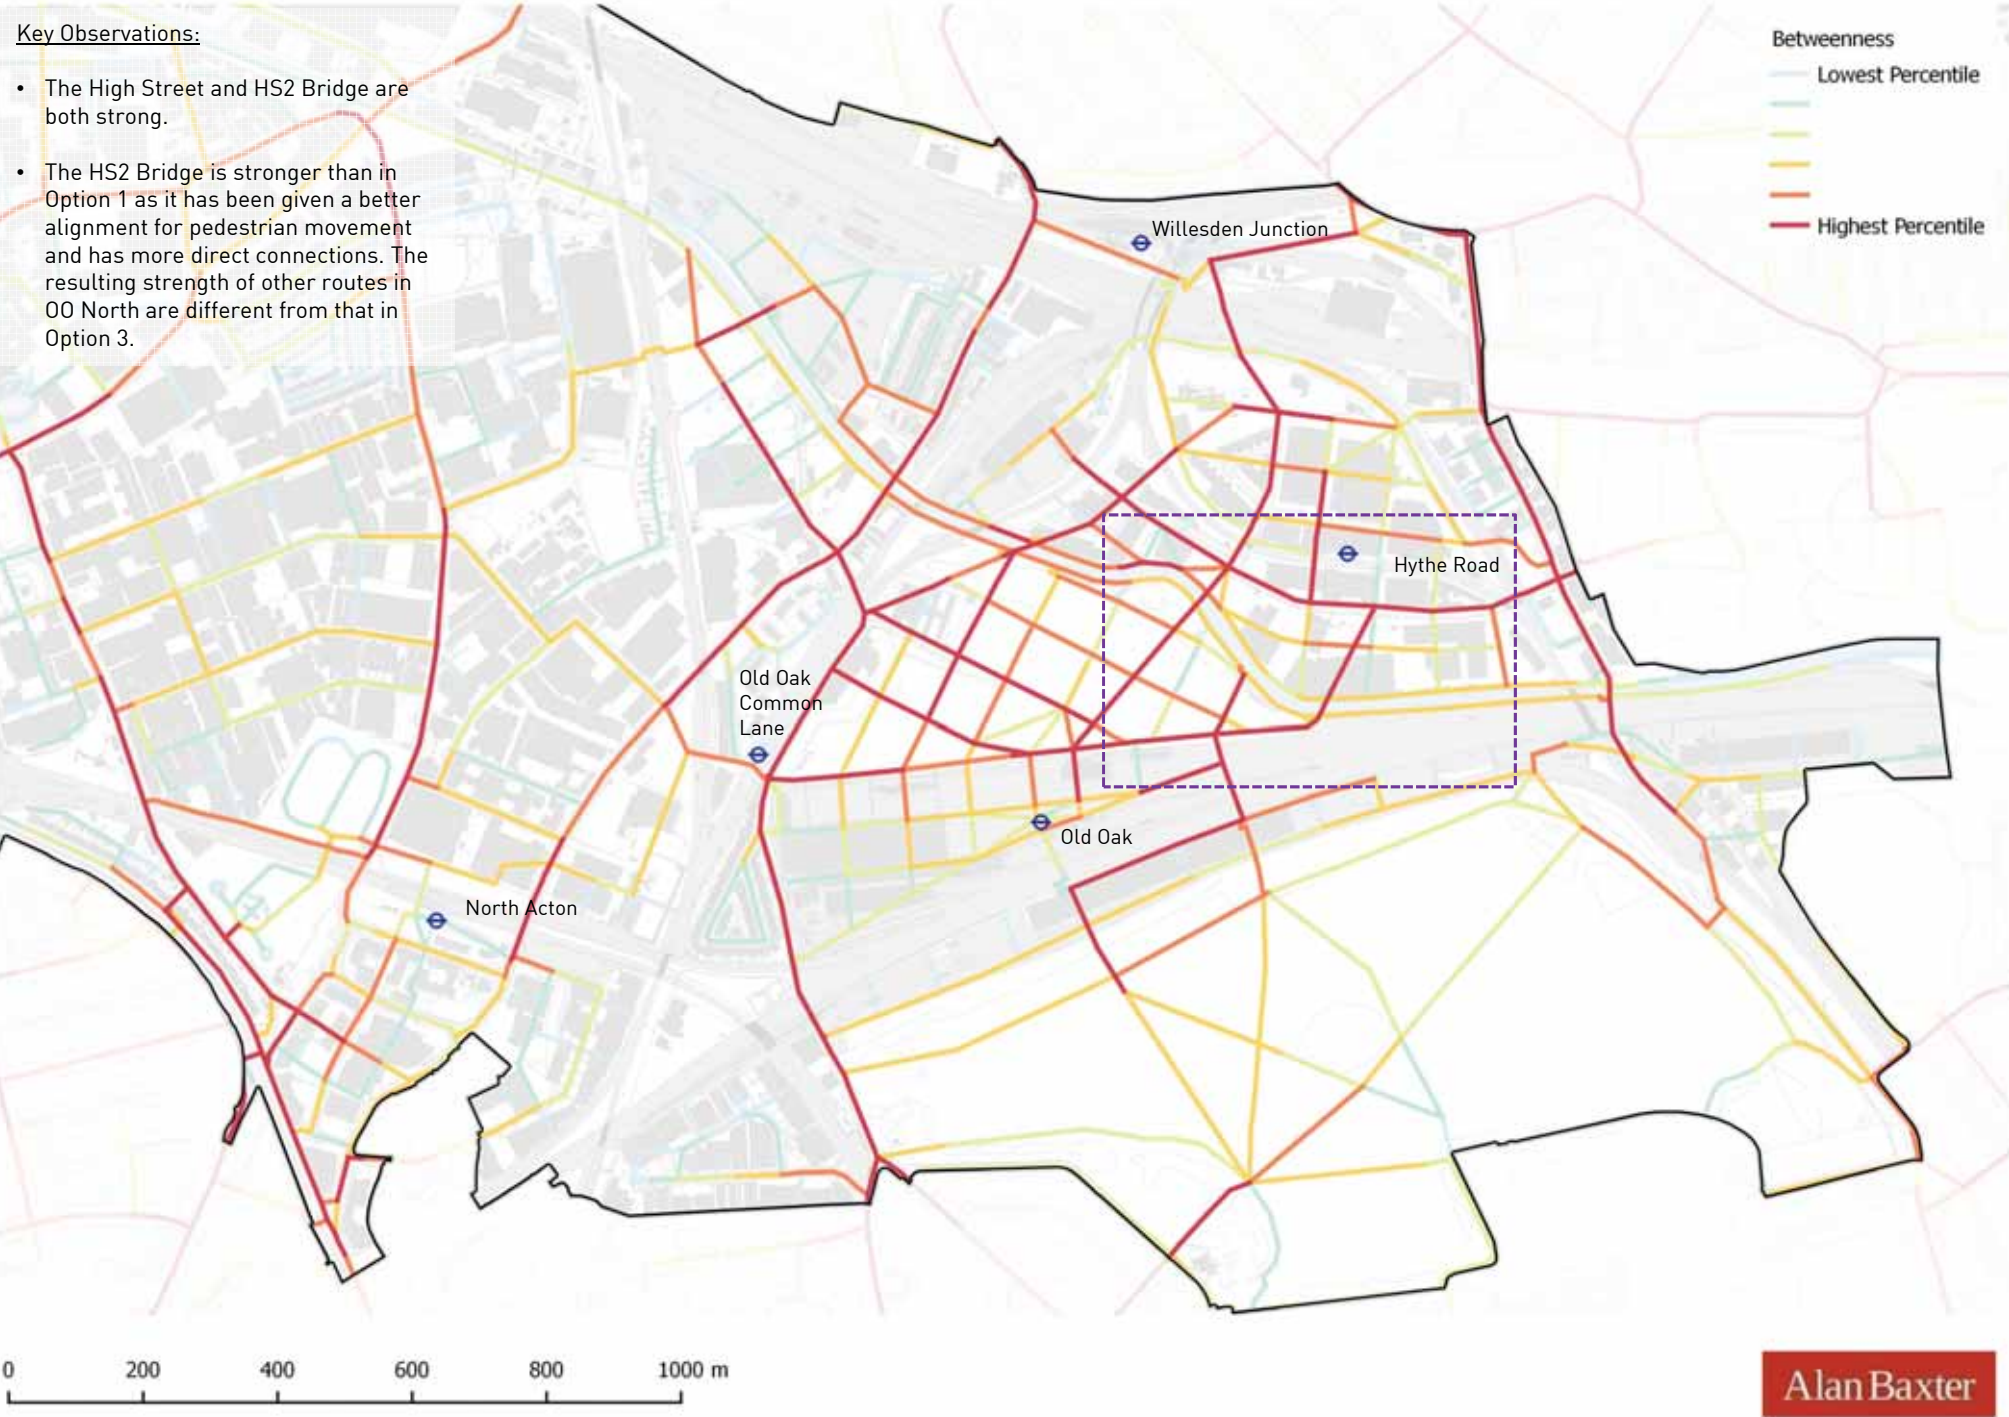 Key Observations:
• The High Street and HS2 Bridge are
both strong.
• The HS2 Bridge is stronger than in
Option 1 as it has been given a better
alignment for pedestrian movement
and has more direct connections. The
resulting strength of other routes in
OO North are different from that in
Option 3.
Betweenness
Lowest Percentile
Highest Percentile
Willesden Junction
Hythe Road
Old Oak
Common
Lane
Old Oak
North Acton
0 200 400 600 800 1000 m
Alan Baxter